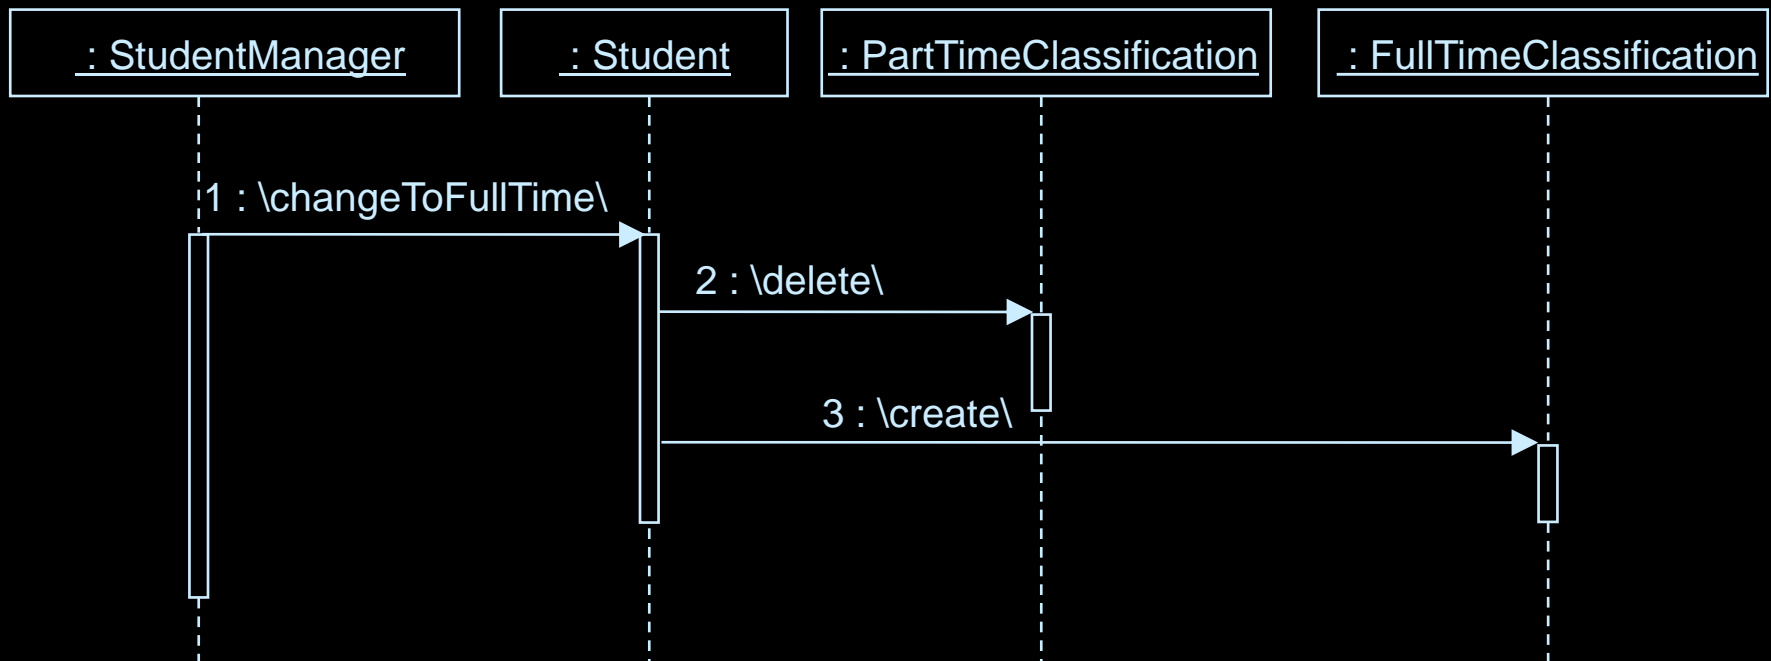 : StudentManager
: Student
: PartTimeClassification
: FullTimeClassification
1 : \changeToFullTime\
2 : \delete\
3 : \create\